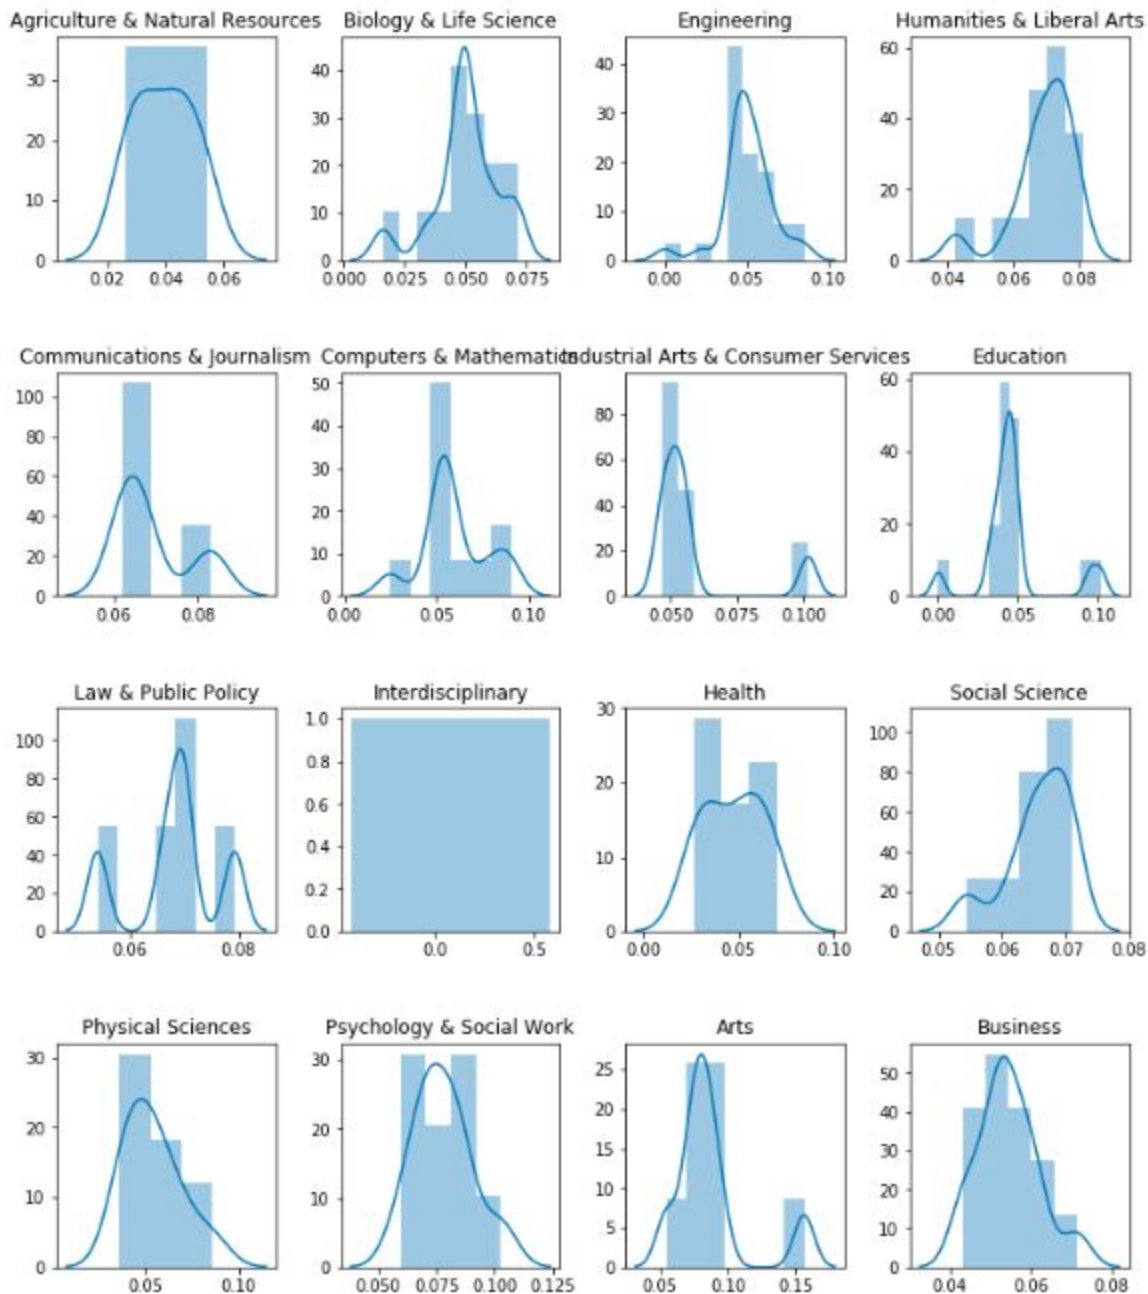 Agriculture & Natural Resources Biology & Life Science Engineering Humanities & Liberal Arts
30 20 10 0 40 30 20 10 0 40 30 20 10 0 60 40 20 0
0.02 0.04 0.06 0.000 0.025 0.050 0.075 0.00 0.05 0.10 0.04 0.06 0.08
Communications & Journalism Computers & Mathematics Industrial Arts & Consumer Services Education
100 80 60 40 20 0 50 40 30 20 10 0 80 60 40 20 0 60 40 20 0
0.06 0.08 0.00 0.05 0.10 0.050 0.075 0.100 0.00 0.05 0.10
Law & Public Policy Interdisciplinary Health Social Science
100 80 60 40 20 0 1.0 0.8 0.6 0.4 0.2 0.0 30 20 10 0 100 80 60 40 20 0
0.06 0.08 0.0 0.5 0.00 0.05 0.10 0.05 0.06 0.07 0.08
Physical Sciences Psychology & Social Work Arts Business
30 20 10 0 30 20 10 0 25 20 15 10 5 0 50 40 30 20 10 0
0.05 0.10 0.050 0.075 0.100 0.125 0.05 0.10 0.15 0.04 0.06 0.08